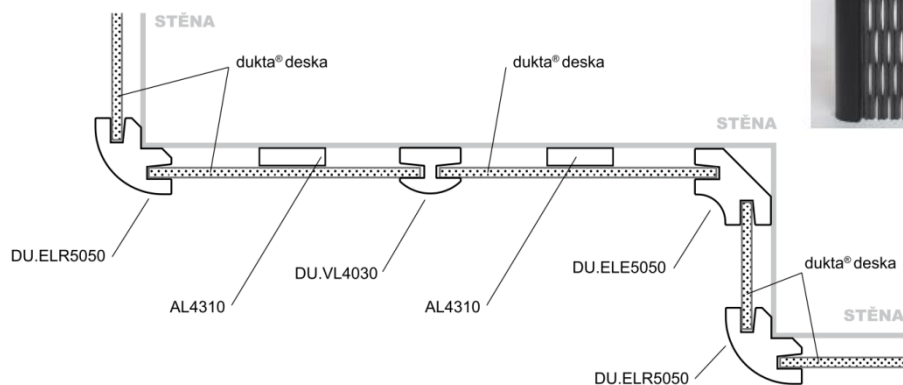 STĚNA
dukta® deska
dukta® deska
STĚNA
DU.ELR5050
DU.VL4030
DU.ELE5050
dukta® deska
AL4310
AL4310
STĚNA
DU.ELR5050